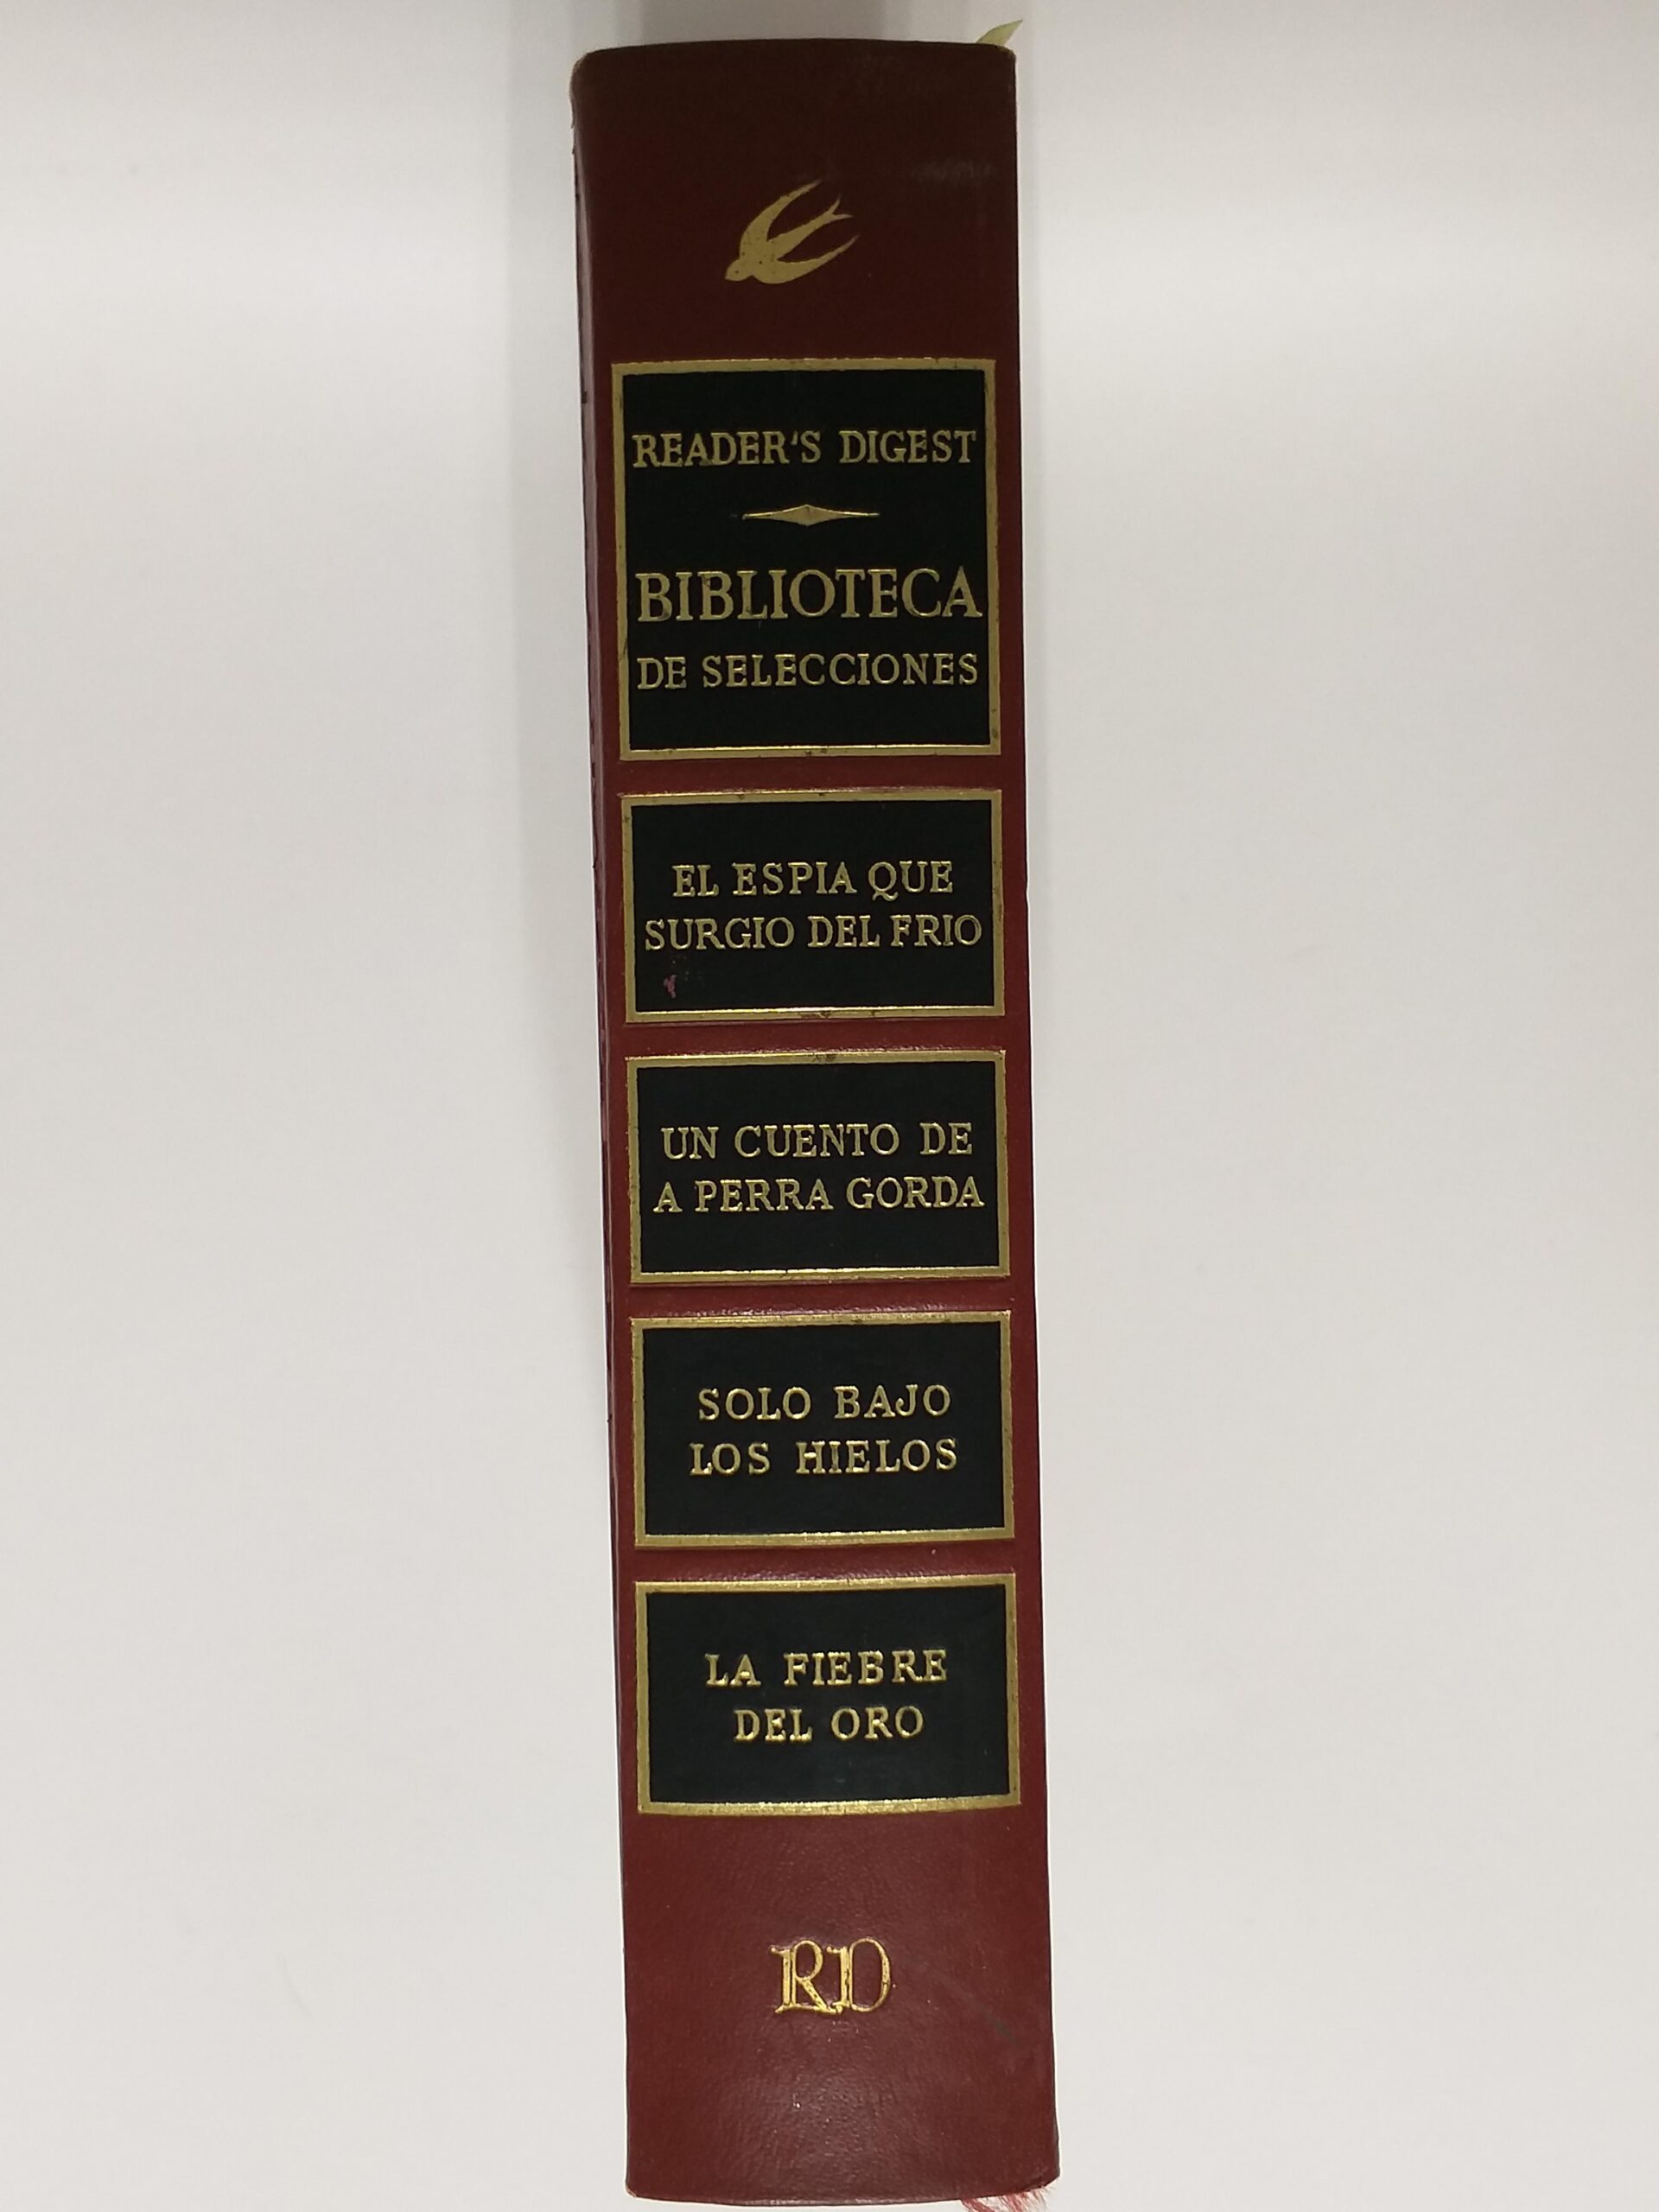 READER'S DIGEST
BIBLIOTECA
DE SELECCIONES
EL ESPIA QUE
SURGIO DEL FRIO
UN CUENTO DE
A PERRA GORDA
SOLO BAJO
LOS HIELOS
LA FIEBRE
DEL ORO
RD